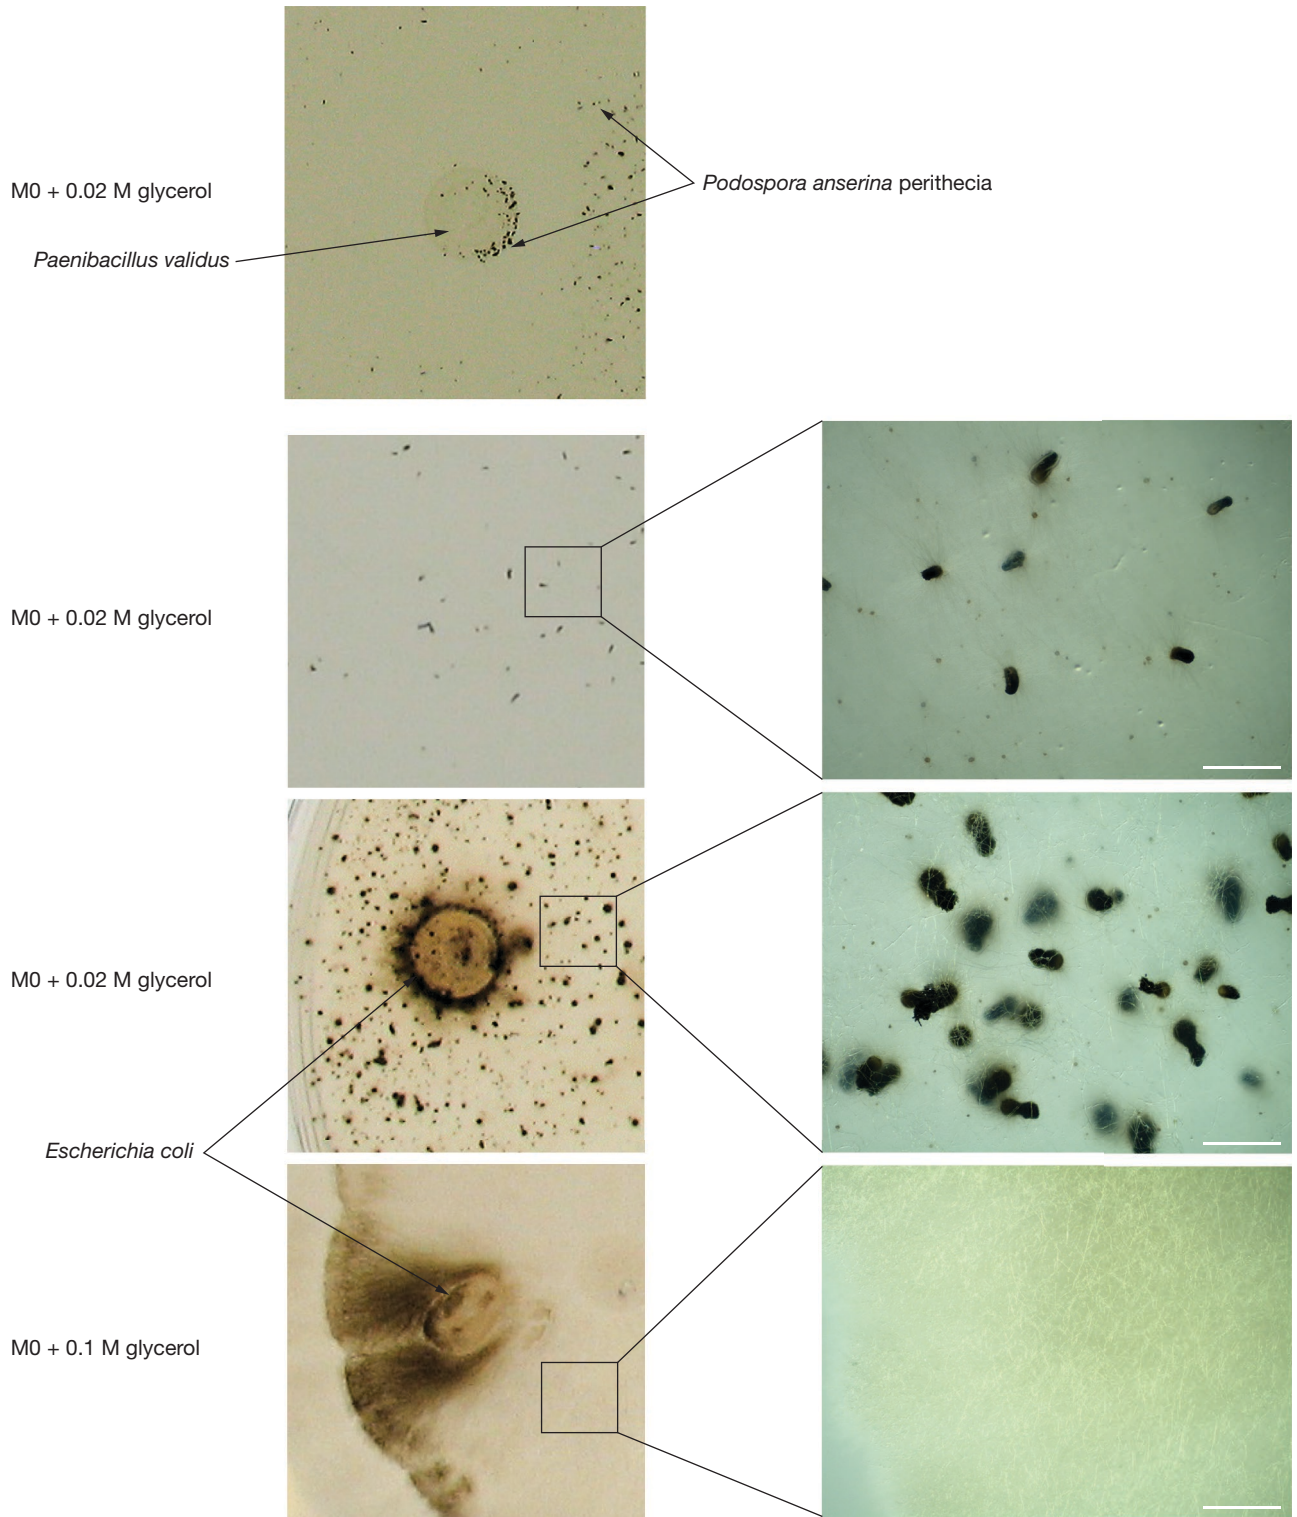 M0 + 0.02 M glycerol
Podospora anserina perithecia
Paenibacillus validus
M0 + 0.02 M glycerol
M0 + 0.02 M glycerol
Escherichia coli
M0 + 0.1 M glycerol